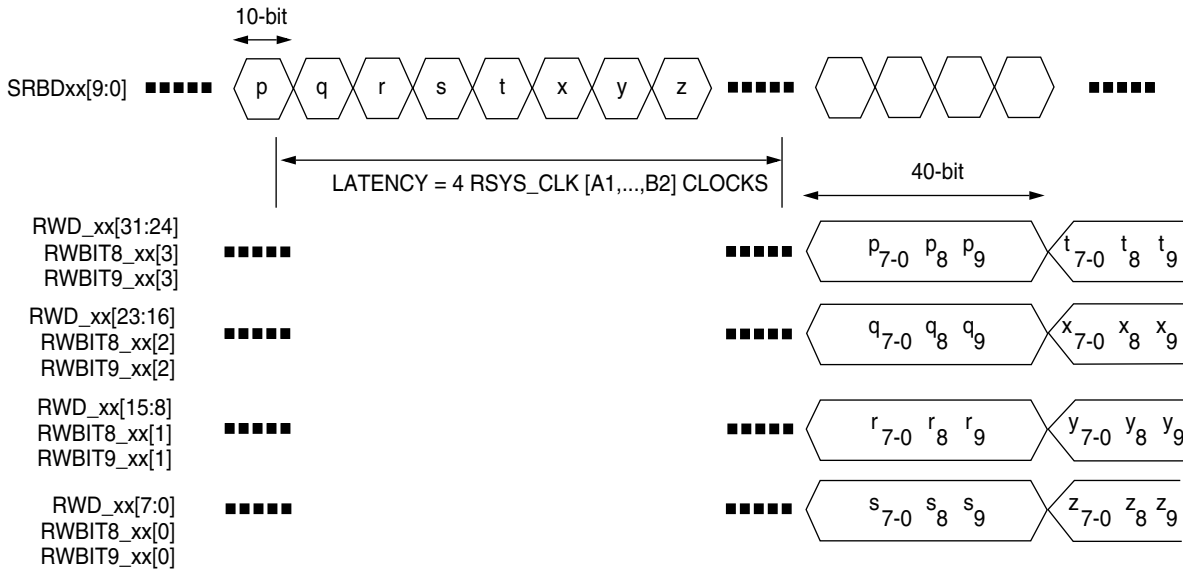 10-bit
SRBDxx[9:0] p q r s t x y z
LATENCY = 4 RSYS_CLK [A1,...,B2] CLOCKS
40-bit
RWD_xx[31:24]
RWBIT8_xx[3] p7-0 p8 p9 t7-0 t8 t9
RWBIT9_xx[3]
RWD_xx[23:16]
RWBIT8_xx[2] q7-0 q8 q9 x7-0 x8 x9
RWBIT9_xx[2]
RWD_xx[15:8]
RWBIT8_xx[1] r7-0 r8 r9 y7-0 y8 y9
RWBIT9_xx[1]
RWD_xx[7:0] s7-0 s8 s9 z7-0 z8 z9
RWBIT8_xx[0]
RWBIT9_xx[0]